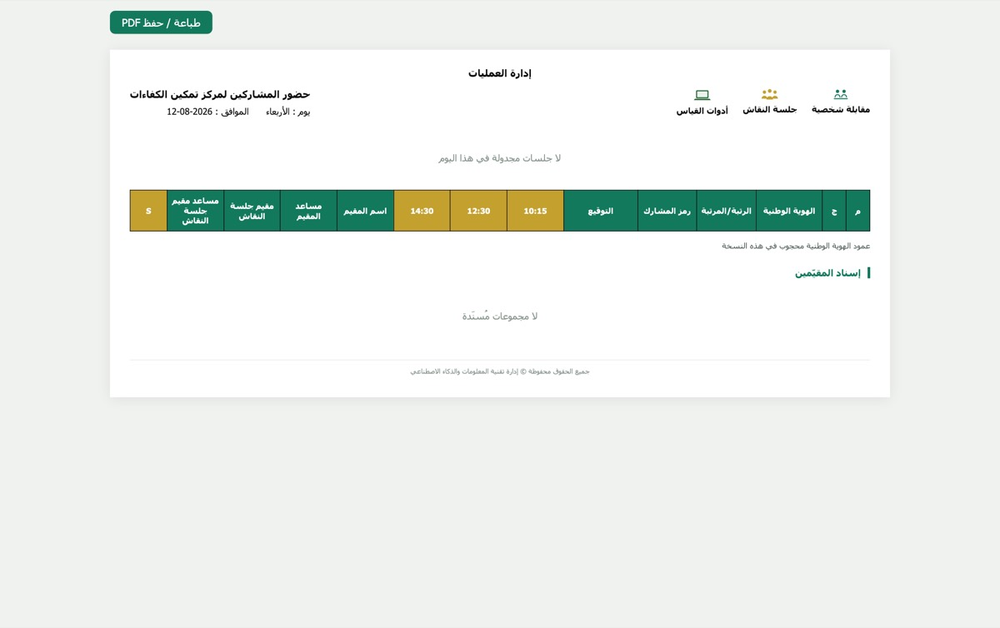 طباعة / حفظ PDF
إدارة العمليات
مقابلة شخصية
جلسة النقاش
أدوات القياس
حضور المشاركين لمركز تمكين الكفاءات
يوم : الأربعاء الموافق : 2026-08-12
لا جلسات مجدولة في هذا اليوم
م ج الهوية الوطنية الرتبة/المرتبة رمز المشارك التوقيع 10:15 12:30 14:30 اسم المقيم مساعد المقيم مقيم جلسة النقاش مساعد مقيم جلسة النقاش S
عمود الهوية الوطنية محجوب في هذه النسخة
إسناد المقيّمين
لا مجموعات مُسنَدة
جميع الحقوق محفوظة © إدارة تقنية المعلومات والذكاء الاصطناعي